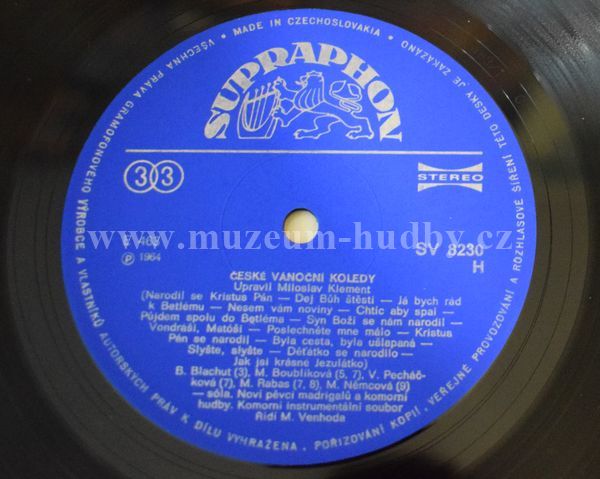 VŠECHNA PRÁVA GRAMOFONOVÉHO VÝROBCE A VLASTNÍKŮ AUTORSKÝCH PRÁV K DÍLU VYHRAŽENA. POŘIZOVÁNÍ KOPIÍ, VEŘEJNÉ PROVOZOVÁNÍ A ROZHLASOVÉ ŠÍŘENÍ TÉTO DESKY JE ZAKÁZÁNO
• MADE IN CZECHOSLOVAKIA •
SUPRAPHON
33
STEREO
www.muzeum-hudby.cz
Ⓟ 1964
SV 8230
H
ČESKÉ VÁNOČNÍ KOLEDY
Upravil Miloslav Klement
(Narodil se Kristus Pán — Dej Bůh štěstí — Já bych rád
k Betlému — Nesem vám noviny — Chtíc aby spal —
Půjdem spolu do Betléma — Syn Boží se nám narodil —
Vondráši, Matóši — Poslechněte mne málo — Kristus
Pán se narodil — Byla cesta, byla ušlapaná —
Slyšte, slyšte — Děťátko se narodilo —
Jak jsi krásné Jezulátko)
B. Blachut (3), M. Boublíková (5, 7), V. Pecháč-
ková (7), M. Rabas (7, 8), M. Němcová (9)
— sóla. Noví pěvci madrigalů a komorní
hudby. Komorní instrumentální soubor
Řídí M. Venhoda